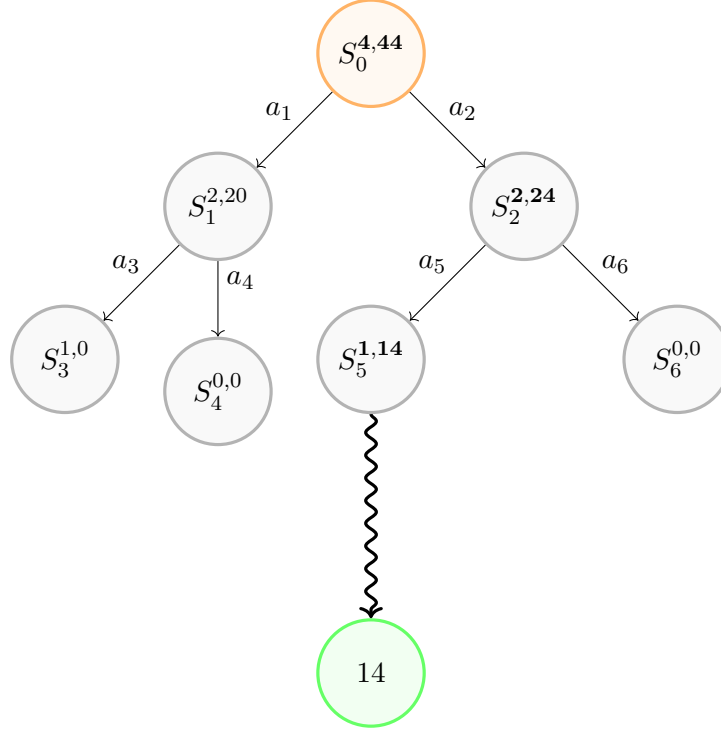 S_0^{4,44}
a_1 a_2
S_1^{2,20} S_2^{2,24}
a_3 a_4 a_5 a_6
S_3^{1,0} S_4^{0,0} S_5^{1,14} S_6^{0,0}
14